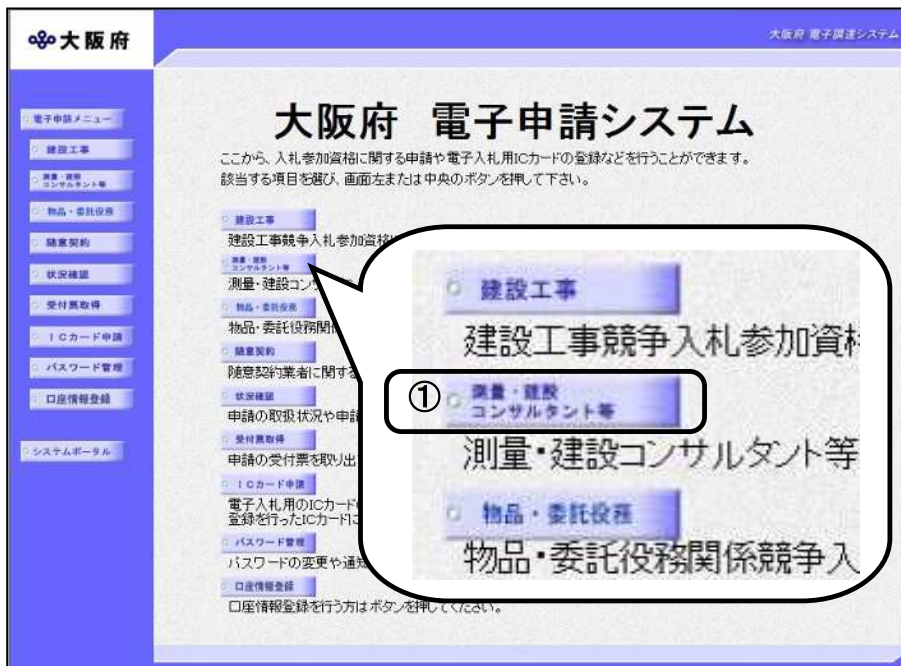 大阪府
大阪府 電子調達システム
電子申請メニュー
建設工事
測量・建設
コンサルタント等
物品・委託役務
随意契約
状況確認
受付票取得
ICカード申請
パスワード管理
口座情報登録
システムポータル
大阪府 電子申請システム
ここから、入札参加資格に関する申請や電子入札用ICカードの登録などを行うことができます。
該当する項目を選び、画面左または中央のボタンを押して下さい。
建設工事
建設工事競争入札参加資格
測量・建設
コンサルタント等
測量・建設コン
物品・委託役務
物品・委託役務関係
随意契約
随意契約業者に関する
状況確認
申請の取扱状況や申請
受付票取得
申請の受付票を取り出
ICカード申請
電子入札用のICカードの
登録を行ったICカードに
パスワード管理
パスワードの変更や通知
口座情報登録
口座情報登録を行う方はボタンを押してください。
建設工事
建設工事競争入札参加資格
①
測量・建設
コンサルタント等
測量・建設コンサルタント等
物品・委託役務
物品・委託役務関係競争入